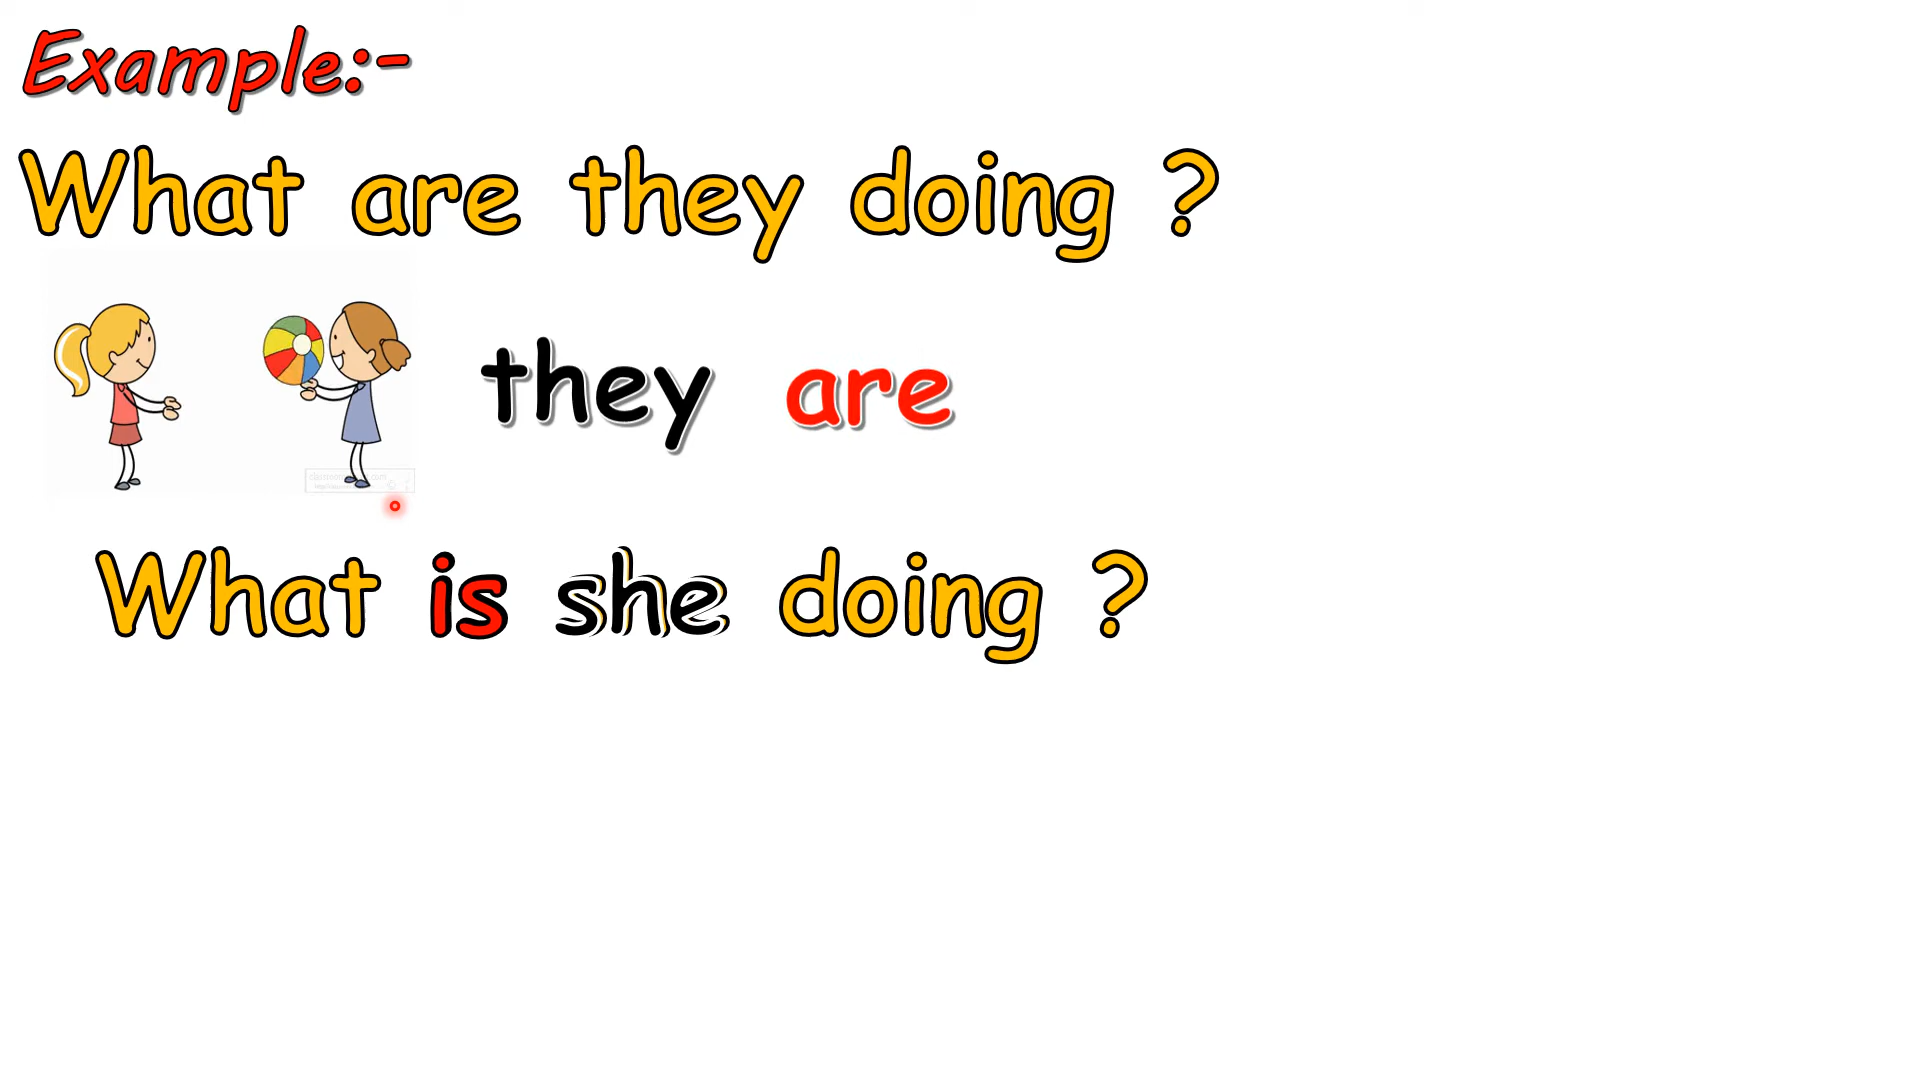 Example:-
What are they doing ?
they are
What is she doing ?